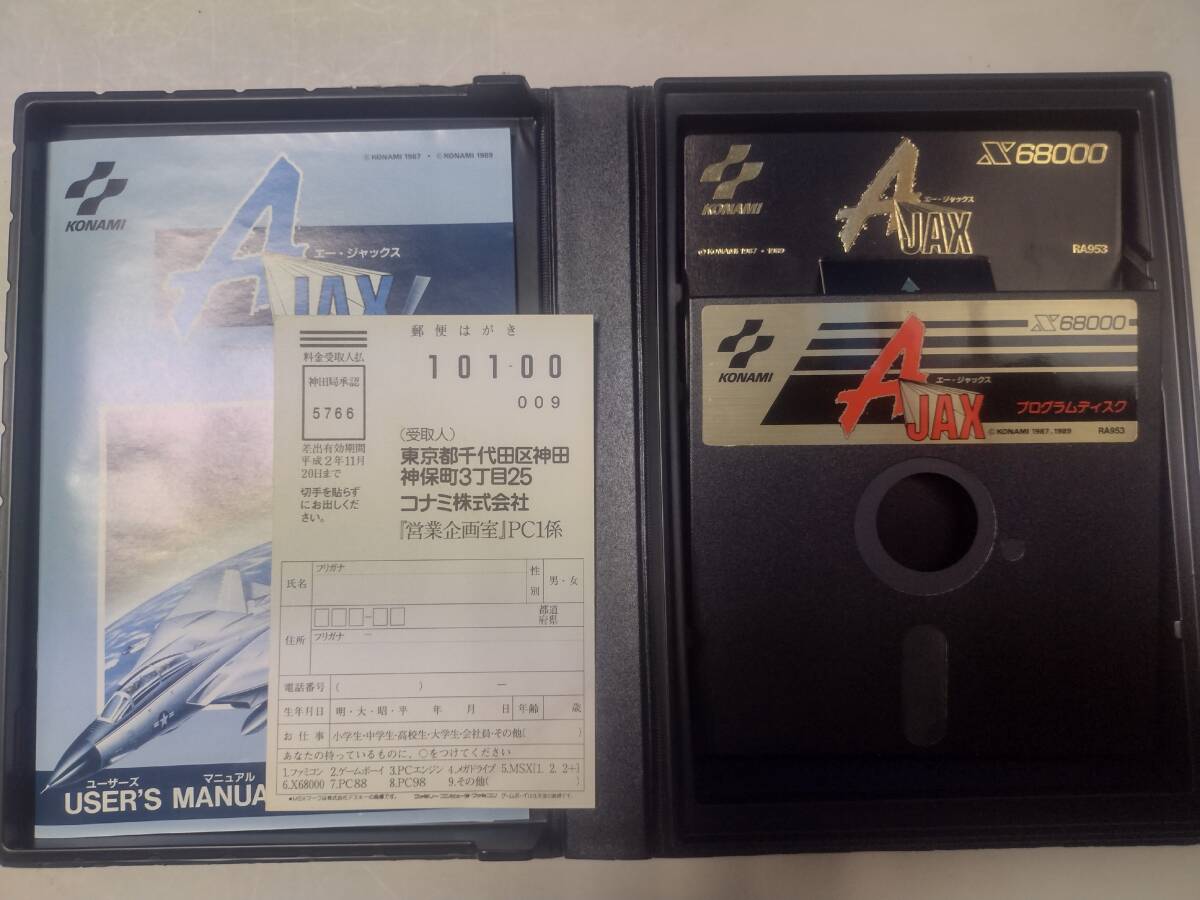 KONAMI
© KONAMI 1987 • © KONAMI 1989
A JAX
エー・ジャックス
ユーザーズ マニュアル
USER'S MANUA
郵便はがき
料金受取人払
神田局承認
5766
差出有効期間
平成2年11月
20日まで
切手を貼らず
にお出しくだ
さい。
101-00
009
(受取人)
東京都千代田区神田
神保町3丁目25
コナミ株式会社
『営業企画室』PC1係
氏名 フリガナ 性別 男・女
住所 都道府県
フリガナ
電話番号 ( ) ー
生年月日 明・大・昭・平 年 月 日 年齢 歳
お仕事 小学生・中学生・高校生・大学生・会社員・その他( )
あなたの持っているものに、○をつけてください
1.ファミコン 2.ゲームボーイ 3.PCエンジン 4.メガドライブ 5.MSX(1. 2. 2+)
6.X68000 7.PC88 8.PC98 9.その他( )
KONAMI
X68000
A JAX
エー・ジャックス
© KONAMI 1987 • 1989
RA953
KONAMI
X68000
A JAX
エー・ジャックス
プログラムディスク
© KONAMI 1987, 1989
RA953